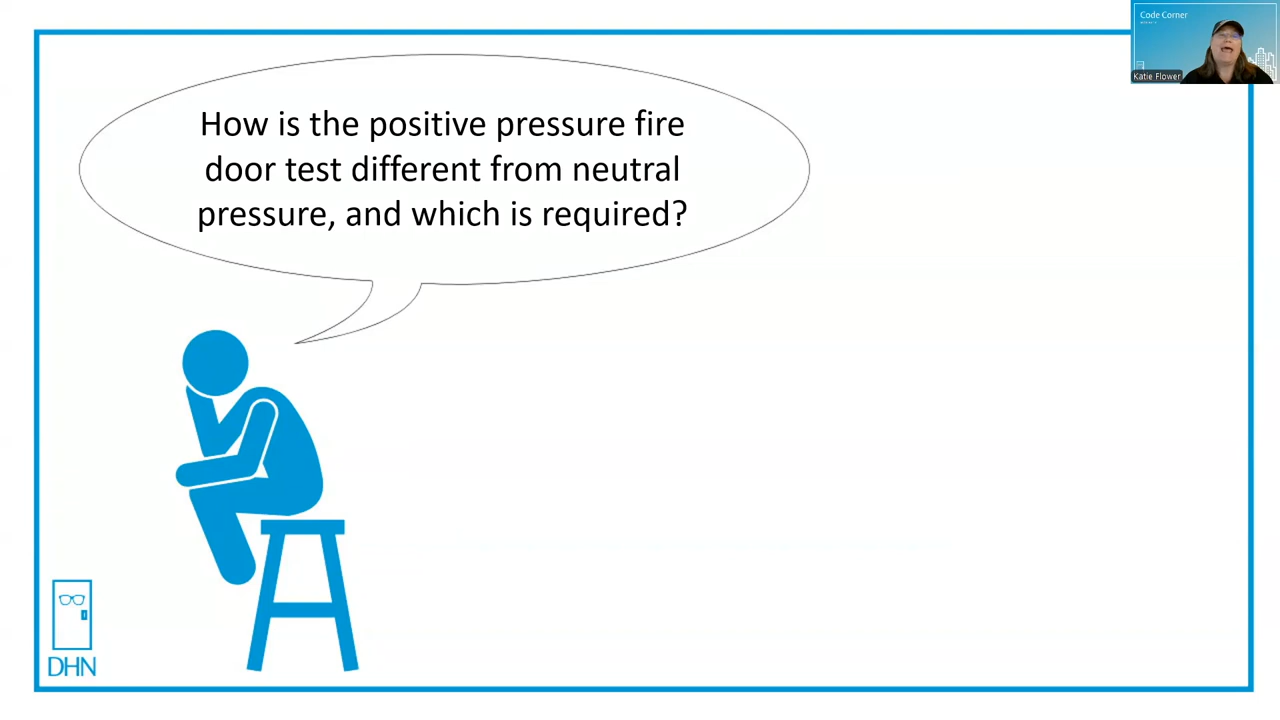 Code Corner
Katie Flower
How is the positive pressure fire
door test different from neutral
pressure, and which is required?
DHN